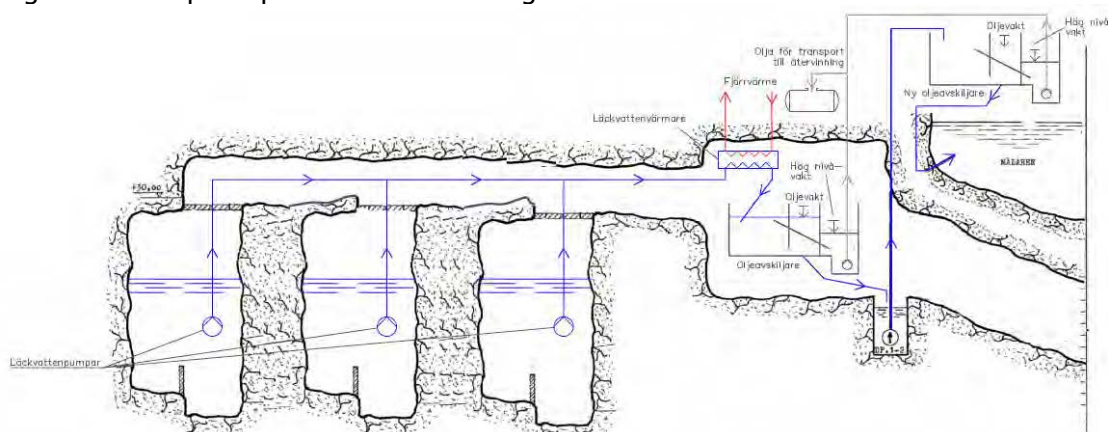 Oljevakt
Hög nivå
vakt
Olja för transport
till återvinning
Fjärrvärme
Ny oljeavskiljare
Läckvattenvärmare
MÄLAREN
Hög nivå-
vakt
+30,00
Oljevakt
Oljeavskiljare
Läckvattenpumpar